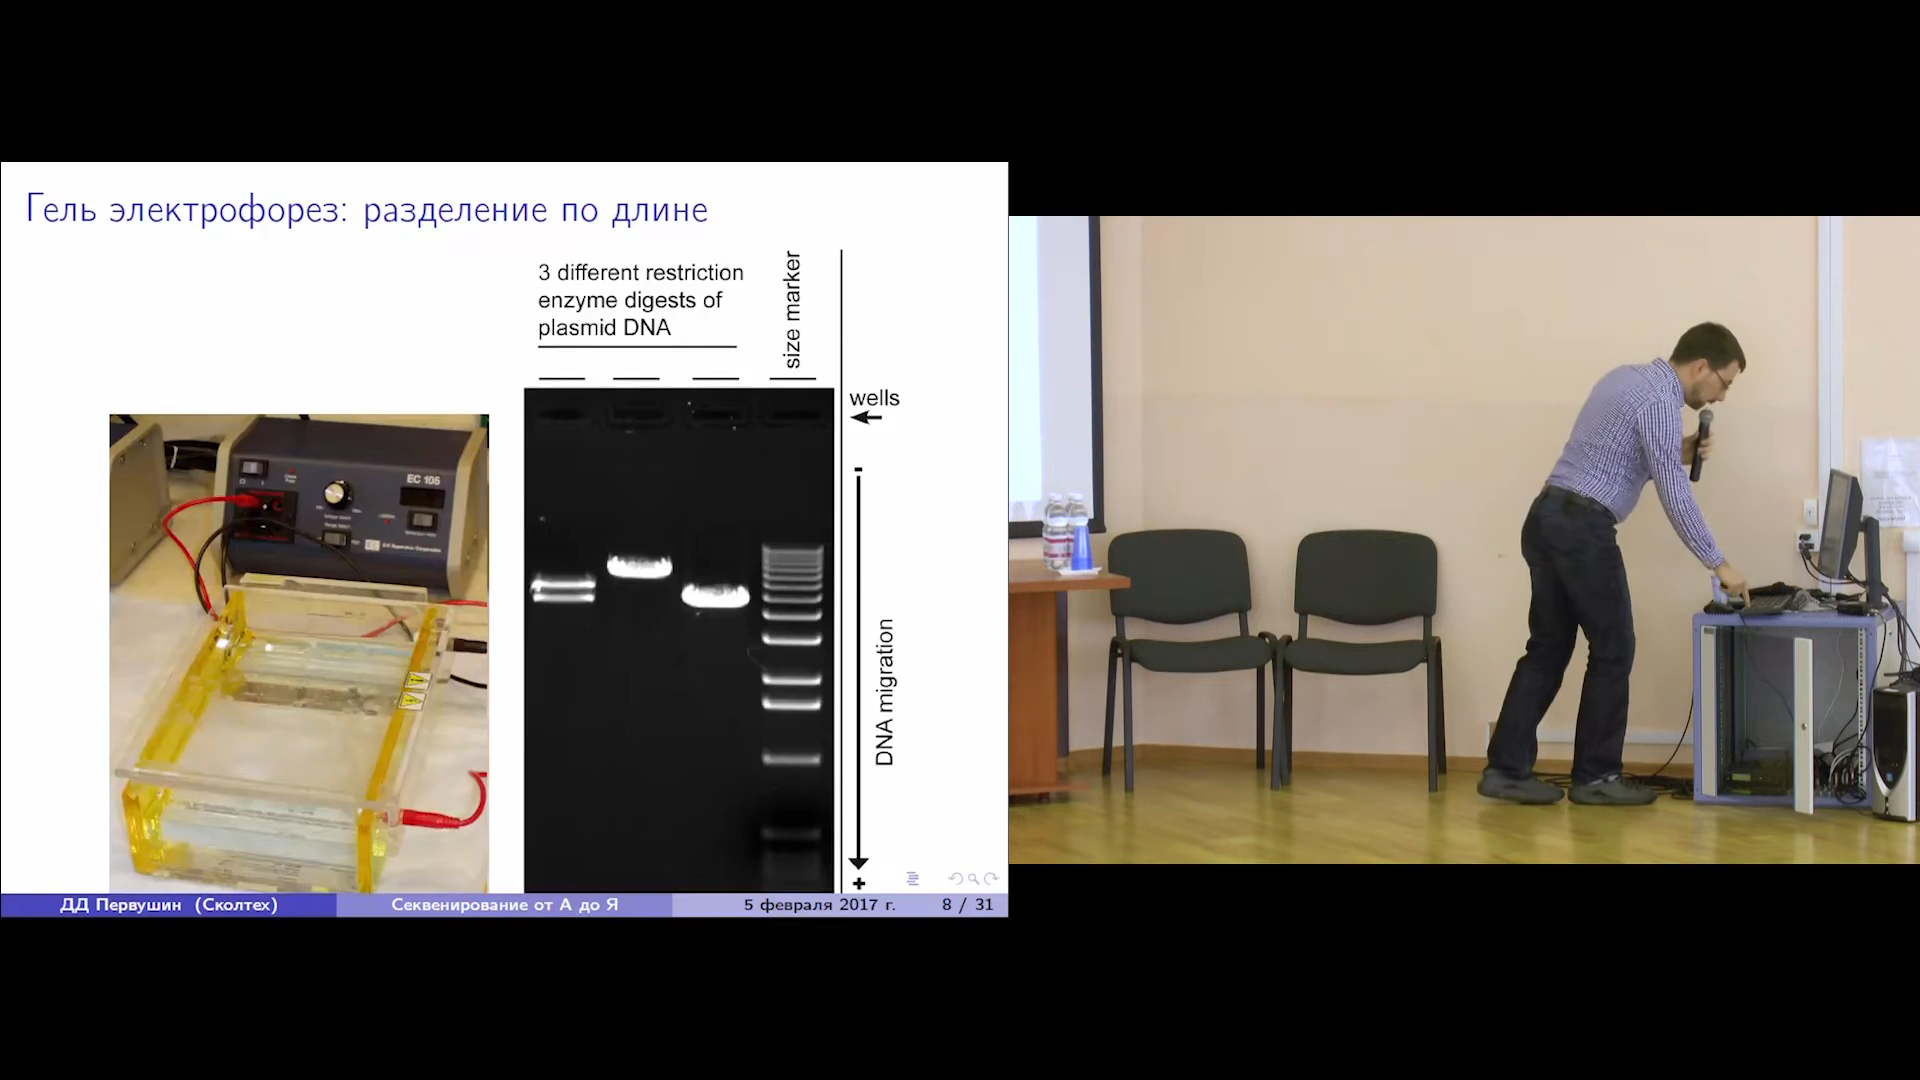 Гель электрофорез: разделение по длине
3 different restriction
enzyme digests of
plasmid DNA
size marker
wells
-
DNA migration
+
EC 105
ДД Первушин (Сколтех)
Секвенирование от А до Я
5 февраля 2017 г.
8 / 31